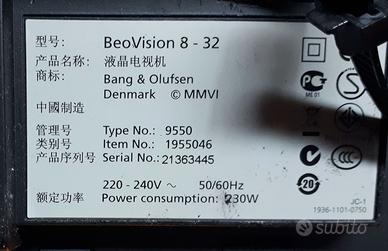 型号: BeoVision 8 - 32
产品名称: 液晶电视机
商标: Bang & Olufsen
Denmark © MMVI
中國制造
管理号 Type No.: 9550
类别号 Item No.: 1955046
产品序列号 Serial No.: 21363445
220 - 240V ~ 50/60Hz
额定功率 Power consumption: 230W
ME 01
20
JC-1
1936-1101-0750
subito